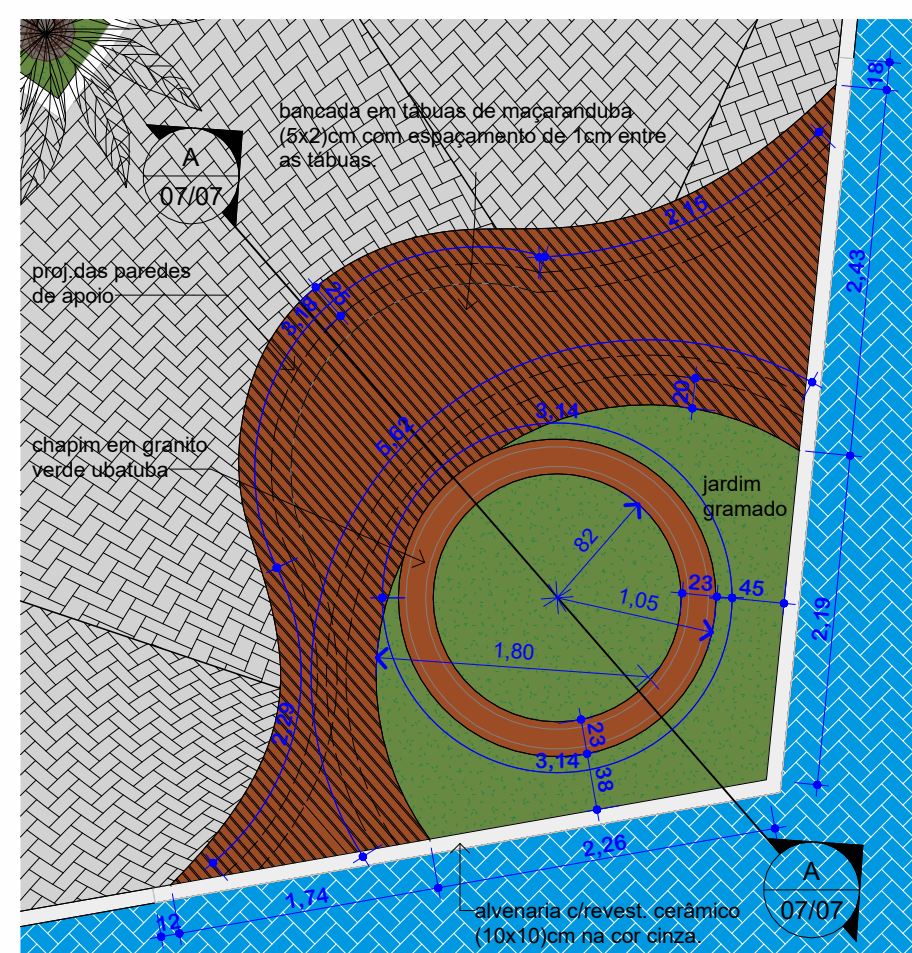 18
bancada em tábuas de maçaranduba
(5x2)cm com espaçamento de 1cm entre
as tábuas.
A
07/07
2,15
proj.das paredes
de apoio
2,43
25
3,18
20
3,14
5,62
chapim em granito
verde ubatuba
jardim
gramado
82
23
45
1,05
2,19
1,80
2,29
23
3,14
38
2,26
A
07/07
1,74
12
alvenaria c/revest. cerâmico
(10x10)cm na cor cinza.